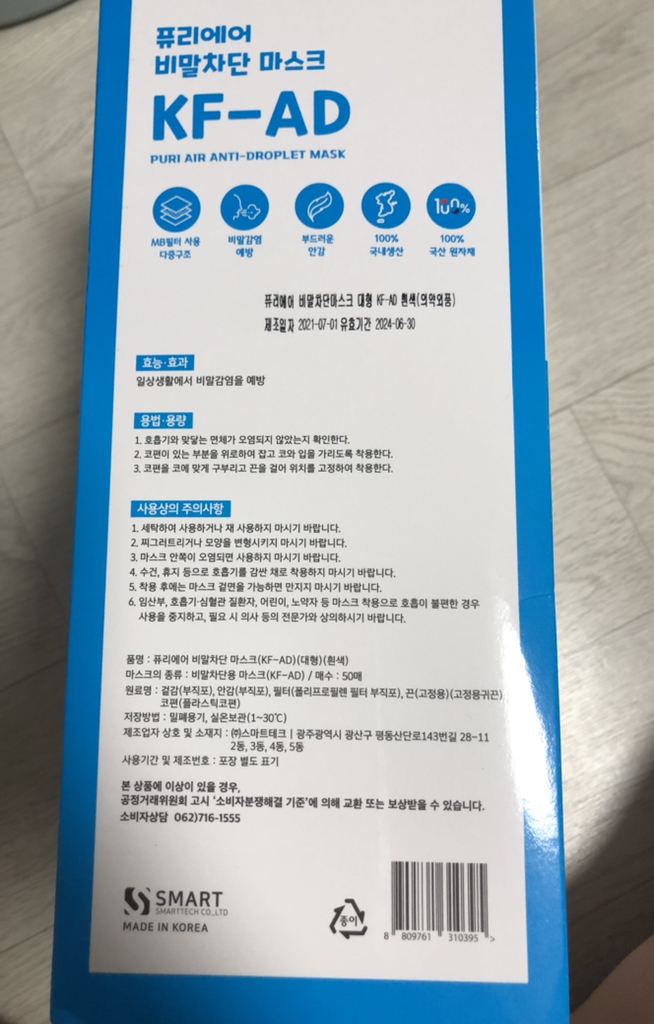 퓨리에어
비말차단 마스크
KF-AD
PURI AIR ANTI-DROPLET MASK
MB필터 사용
다중구조
비말감염
예방
부드러운
안감
100%
국내생산
100%
100%
국산 원자재
퓨리에어 비말차단마스크 대형 KF-AD 흰색(의약외품)
제조일자 2021-07-01 유효기간 2024-06-30
효능·효과
일상생활에서 비말감염을 예방
용법·용량
1. 호흡기와 맞닿는 면체가 오염되지 않았는지 확인한다.
2. 코편이 있는 부분을 위로하여 잡고 코와 입을 가리도록 착용한다.
3. 코편을 코에 맞게 구부리고 끈을 걸어 위치를 고정하여 착용한다.
사용상의 주의사항
1. 세탁하여 사용하거나 재 사용하지 마시기 바랍니다.
2. 찌그러트리거나 모양을 변형시키지 마시기 바랍니다.
3. 마스크 안쪽이 오염되면 사용하지 마시기 바랍니다.
4. 수건, 휴지 등으로 호흡기를 감싼 채로 착용하지 마시기 바랍니다.
5. 착용 후에는 마스크 겉면을 가능하면 만지지 마시기 바랍니다.
6. 임산부, 호흡기·심혈관 질환자, 어린이, 노약자 등 마스크 착용으로 호흡이 불편한 경우
사용을 중지하고, 필요 시 의사 등의 전문가와 상의하시기 바랍니다.
품명 : 퓨리에어 비말차단 마스크(KF-AD)(대형)(흰색)
마스크의 종류 : 비말차단용 마스크(KF-AD) / 매수 : 50매
원료명 : 겉감(부직포), 안감(부직포), 필터(폴리프로필렌 필터 부직포), 끈(고정용)(고정용귀끈)
코편(플라스틱코편)
저장방법 : 밀폐용기, 실온보관(1~30℃)
제조업자 상호 및 소재지 : ㈜스마트테크 | 광주광역시 광산구 평동산단로143번길 28-11
2동, 3동, 4동, 5동
사용기간 및 제조번호 : 포장 별도 표기
본 상품에 이상이 있을 경우,
공정거래위원회 고시 '소비자분쟁해결 기준'에 의해 교환 또는 보상받을 수 있습니다.
소비자상담 062)716-1555
SMART
SMARTTECH CO.,LTD
MADE IN KOREA
종이
8 809761 310395 >